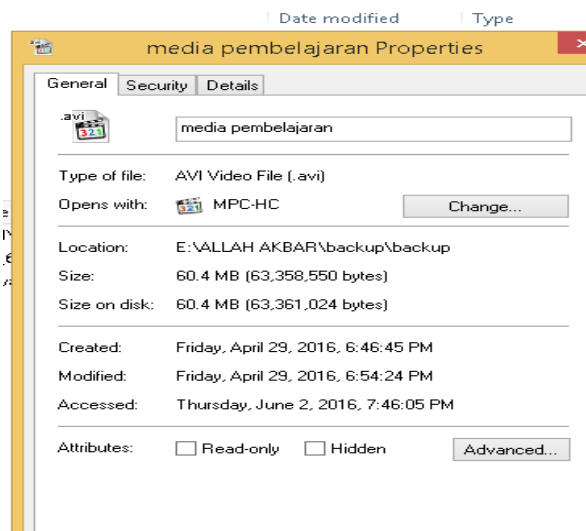 Date modified Type
media pembelajaran Properties
General Security Details
.avi
321
media pembelajaran
Type of file: AVI Video File (.avi)
Opens with: 321 MPC-HC Change...
Location: E:\ALLAH AKBAR\backup\backup
Size: 60.4 MB (63,358,550 bytes)
Size on disk: 60.4 MB (63,361,024 bytes)
Created: Friday, April 29, 2016, 6:46:45 PM
Modified: Friday, April 29, 2016, 6:54:24 PM
Accessed: Thursday, June 2, 2016, 7:46:05 PM
Attributes: Read-only Hidden Advanced...